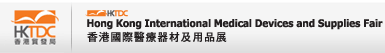 HKTDC
香港貿發局
Hong Kong International Medical Devices and Supplies Fair
香港國際醫療器材及用品展